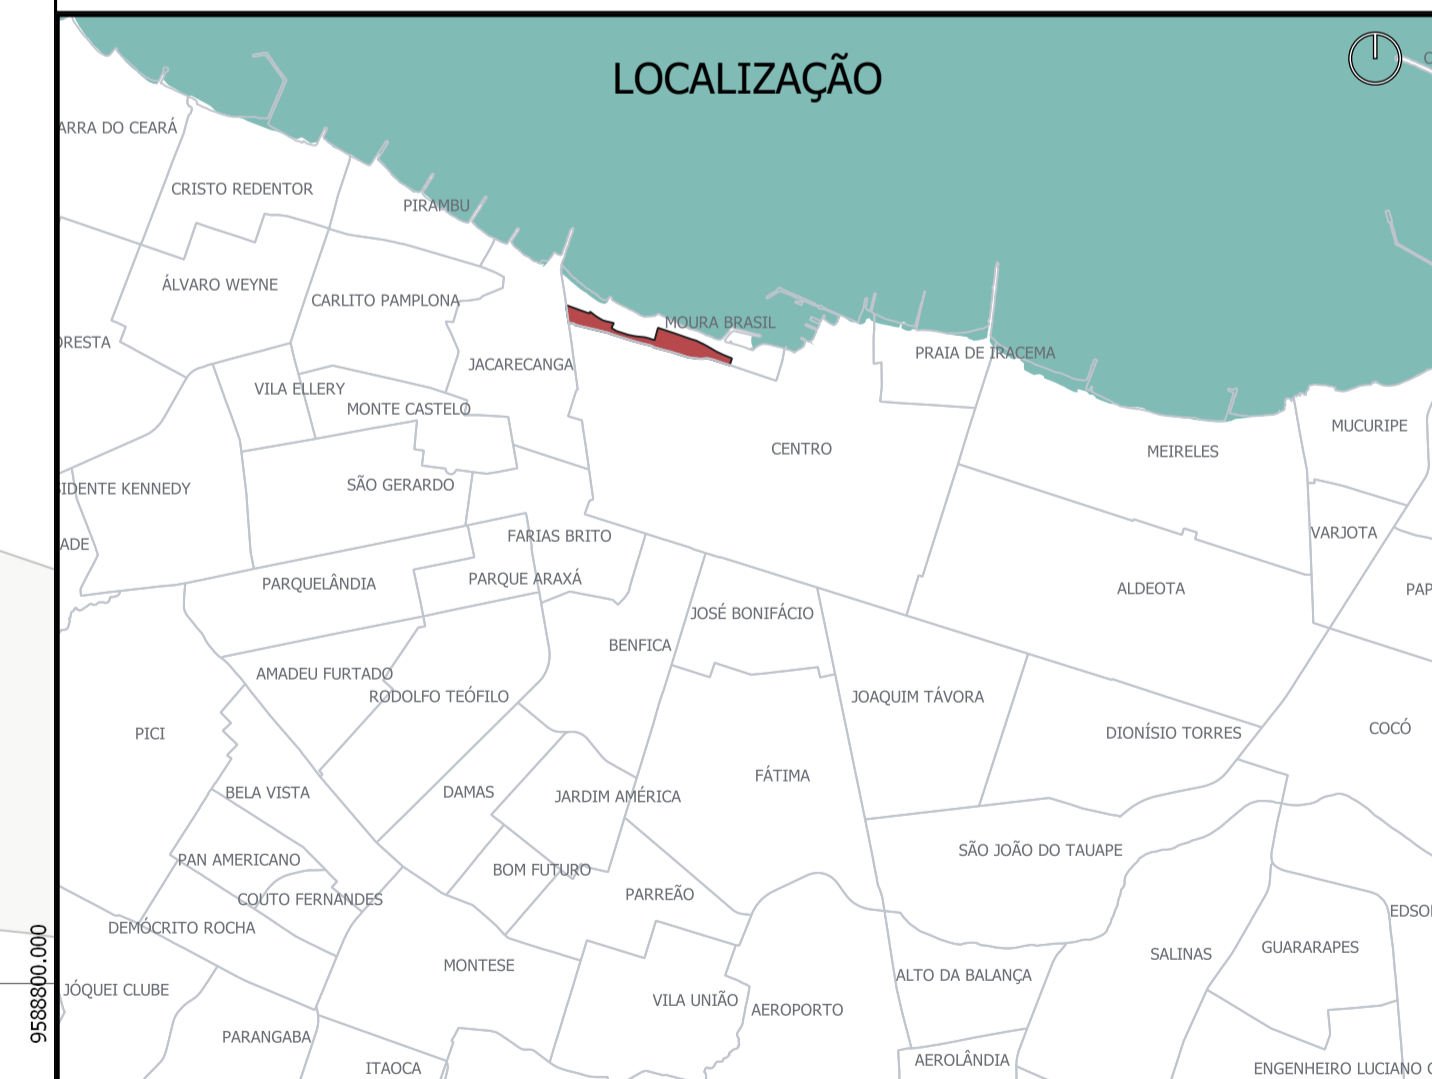 LOCALIZAÇÃO
ARRA DO CEARÁ
CRISTO REDENTOR
PIRAMBU
ÁLVARO WEYNE
CARLITO PAMPLONA
MOURA BRASIL
ORESTA
PRAIA DE IRACEMA
JACARECANGA
VILA ELLERY
MONTE CASTELO
MUCURIPE
CENTRO
MEIRELES
SIDENTE KENNEDY
SÃO GERARDO
VARJOTA
FARIAS BRITO
ADE
PARQUELÂNDIA
PARQUE ARAXÁ
ALDEOTA
PAP
JOSÉ BONIFÁCIO
BENFICA
AMADEU FURTADO
RODOLFO TEÓFILO
JOAQUIM TÁVORA
PICI
DIONÍSIO TORRES
COCÓ
FÁTIMA
BELA VISTA
DAMAS
JARDIM AMÉRICA
SÃO JOÃO DO TAUAPE
PAN AMERICANO
BOM FUTURO
PARREÃO
COUTO FERNANDES
EDSO
DEMÓCRITO ROCHA
GUARARAPES
SALINAS
MONTESE
ALTO DA BALANÇA
9588800.000
JÓQUEI CLUBE
VILA UNIÃO
AEROPORTO
PARANGABA
AEROLÂNDIA
ITAOCA
ENGENHEIRO LUCIANO